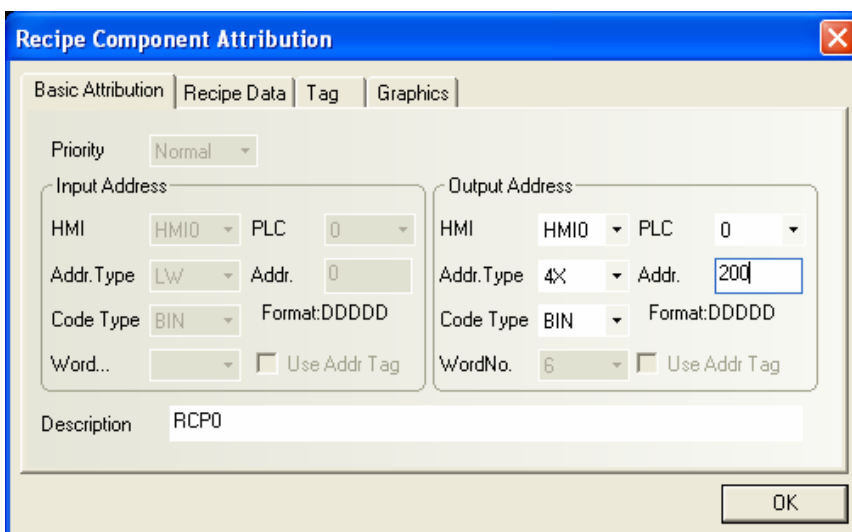 Recipe Component Attribution
Basic Attribution Recipe Data Tag Graphics
Priority Normal
Input Address Output Address
HMI HMI0 PLC 0 HMI HMI0 PLC 0
Addr.Type LW Addr. 0 Addr.Type 4X Addr. 200
Code Type BIN Format:DDDDD Code Type BIN Format:DDDDD
Word... Use Addr Tag WordNo. 6 Use Addr Tag
Description RCP0
OK